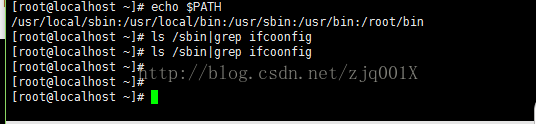 [root@localhost ~]# echo $PATH
/usr/local/sbin:/usr/local/bin:/usr/sbin:/usr/bin:/root/bin
[root@localhost ~]# ls /sbin|grep ifcoonfig
[root@localhost ~]# ls /sbin|grep ifconfig
[root@localhost ~]#
[root@localhost ~]#
[root@localhost ~]#
http://blog.csdn.net/zjq001X